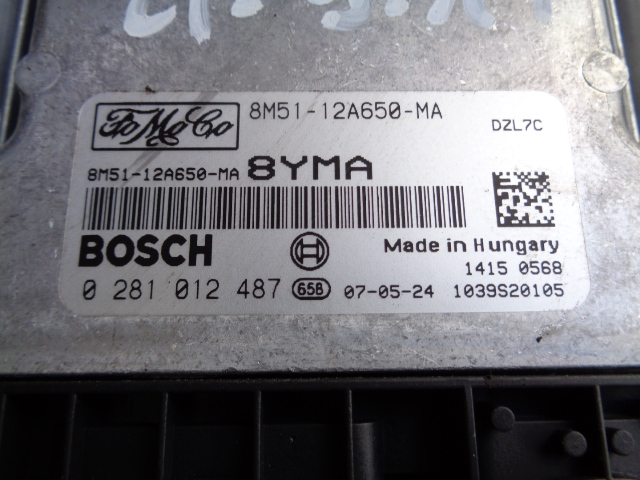 FoMoCo 8M51-12A650-MA
DZL7C
8M51-12A650-MA 8YMA
BOSCH Made in Hungary
1415 0568
0 281 012 487 65B 07-05-24 1039S20105